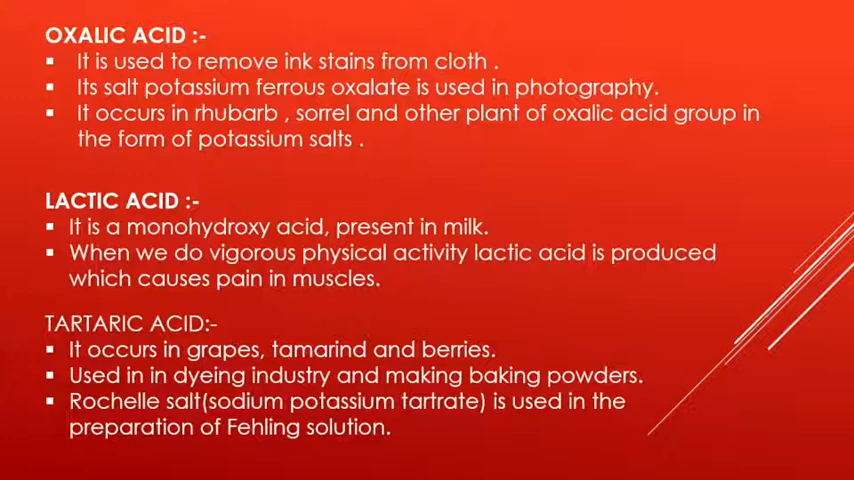 OXALIC ACID :-
▪ It is used to remove ink stains from cloth .
▪ Its salt potassium ferrous oxalate is used in photography.
▪ It occurs in rhubarb , sorrel and other plant of oxalic acid group in
the form of potassium salts .
LACTIC ACID :-
▪ It is a monohydroxy acid, present in milk.
▪ When we do vigorous physical activity lactic acid is produced
which causes pain in muscles.
TARTARIC ACID:-
▪ It occurs in grapes, tamarind and berries.
▪ Used in in dyeing industry and making baking powders.
▪ Rochelle salt(sodium potassium tartrate) is used in the
preparation of Fehling solution.